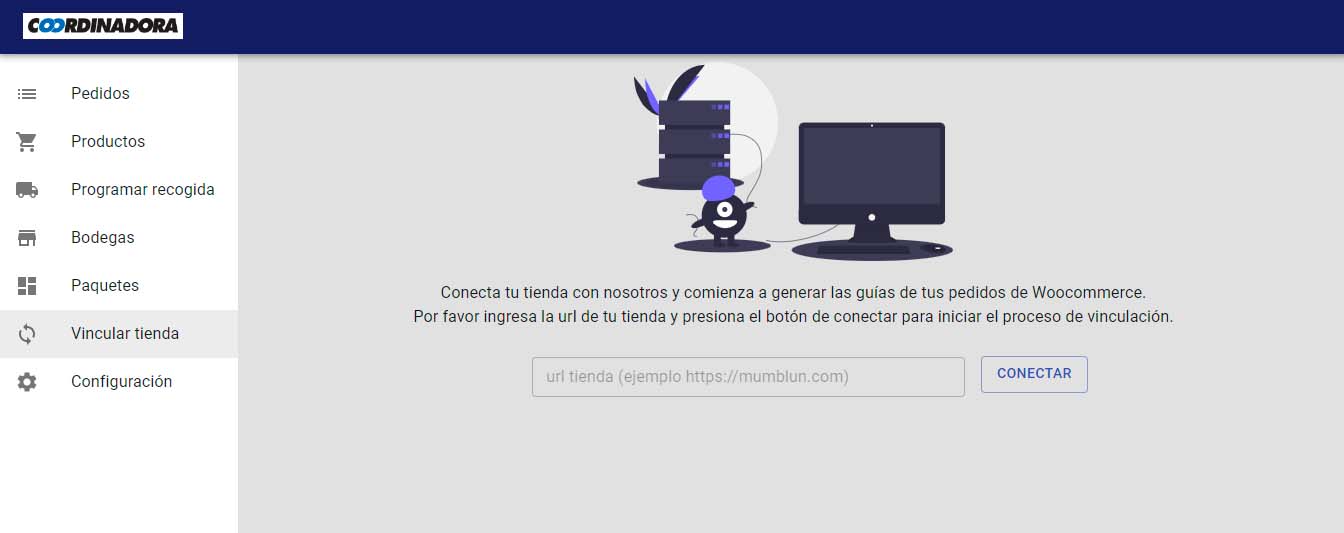 COORDINADORA
Pedidos
Productos
Programar recogida
Bodegas
Paquetes
Vincular tienda
Configuración
Conecta tu tienda con nosotros y comienza a generar las guías de tus pedidos de Woocommerce.
Por favor ingresa la url de tu tienda y presiona el botón de conectar para iniciar el proceso de vinculación.
url tienda (ejemplo https://mumblun.com)
CONECTAR